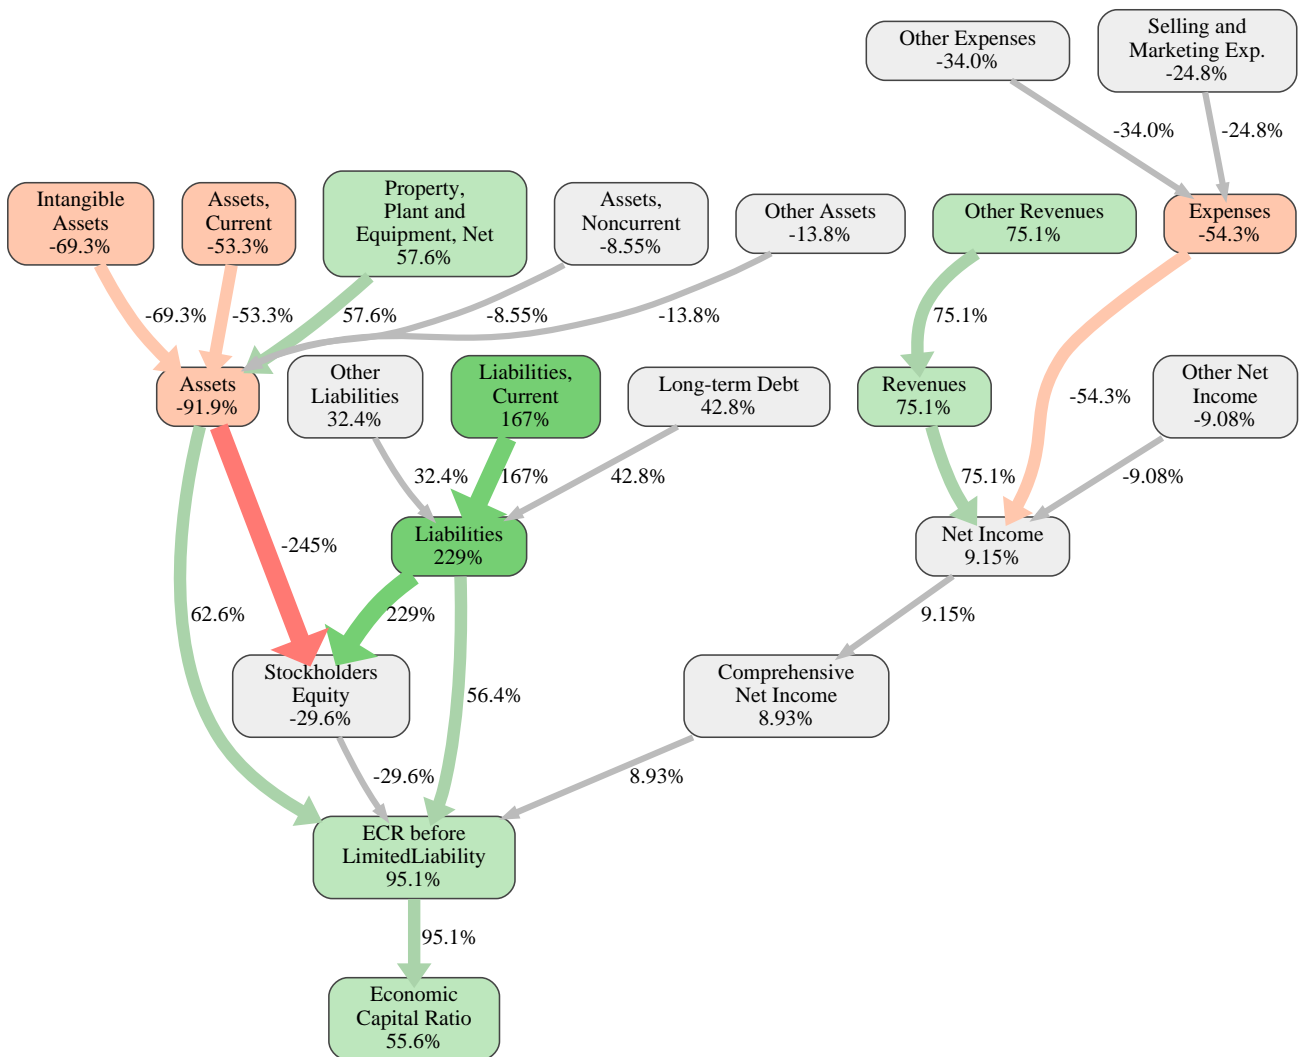 Other Expenses
-34.0%
Selling and
Marketing Exp.
-24.8%
-34.0%
-24.8%
Intangible
Assets
-69.3%
Assets,
Current
-53.3%
Property,
Plant and
Equipment, Net
57.6%
Assets,
Noncurrent
-8.55%
Other Assets
-13.8%
Other Revenues
75.1%
Expenses
-54.3%
-69.3%
-53.3%
57.6%
-8.55%
-13.8%
75.1%
-54.3%
Assets
-91.9%
Other
Liabilities
32.4%
Liabilities,
Current
167%
Long-term Debt
42.8%
Revenues
75.1%
Other Net
Income
-9.08%
32.4%
167%
42.8%
75.1%
-9.08%
-245%
Liabilities
229%
Net Income
9.15%
62.6%
229%
9.15%
56.4%
Stockholders
Equity
-29.6%
Comprehensive
Net Income
8.93%
-29.6%
8.93%
ECR before
LimitedLiability
95.1%
95.1%
Economic
Capital Ratio
55.6%